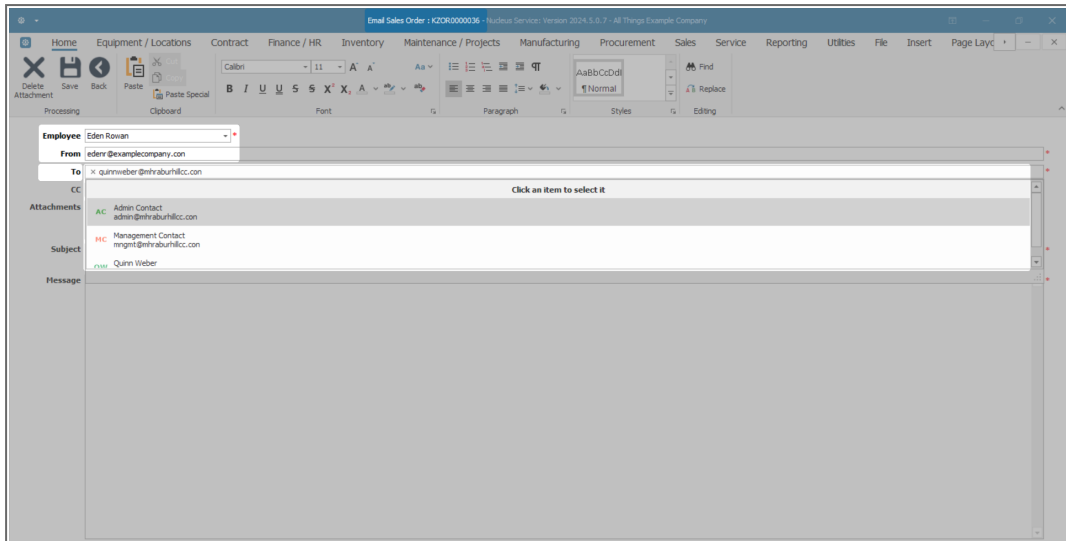 Email Sales Order : KZOR0000036 - Nucleus Service: Version 2024.5.0.7 - All Things Example Company
Home Equipment / Locations Contract Finance / HR Inventory Maintenance / Projects Manufacturing Procurement Sales Service Reporting Utilities File Insert Page Layo
Delete Attachment
Save
Back
Paste
Cut
Copy
Paste Special
Calibri 11
Find
Replace
AaBbCcDdI
¶ Normal
Processing Clipboard Font Paragraph Styles Editing
Employee Eden Rowan *
From edenr@examplecompany.con *
To × quinnweber@mhraburhillcc.con *
CC
Click an item to select it
Attachments
AC Admin Contact
admin@mhraburhillcc.con
MC Management Contact
mngmt@mhraburhillcc.con
Subject *
QW Quinn Weber
Message *